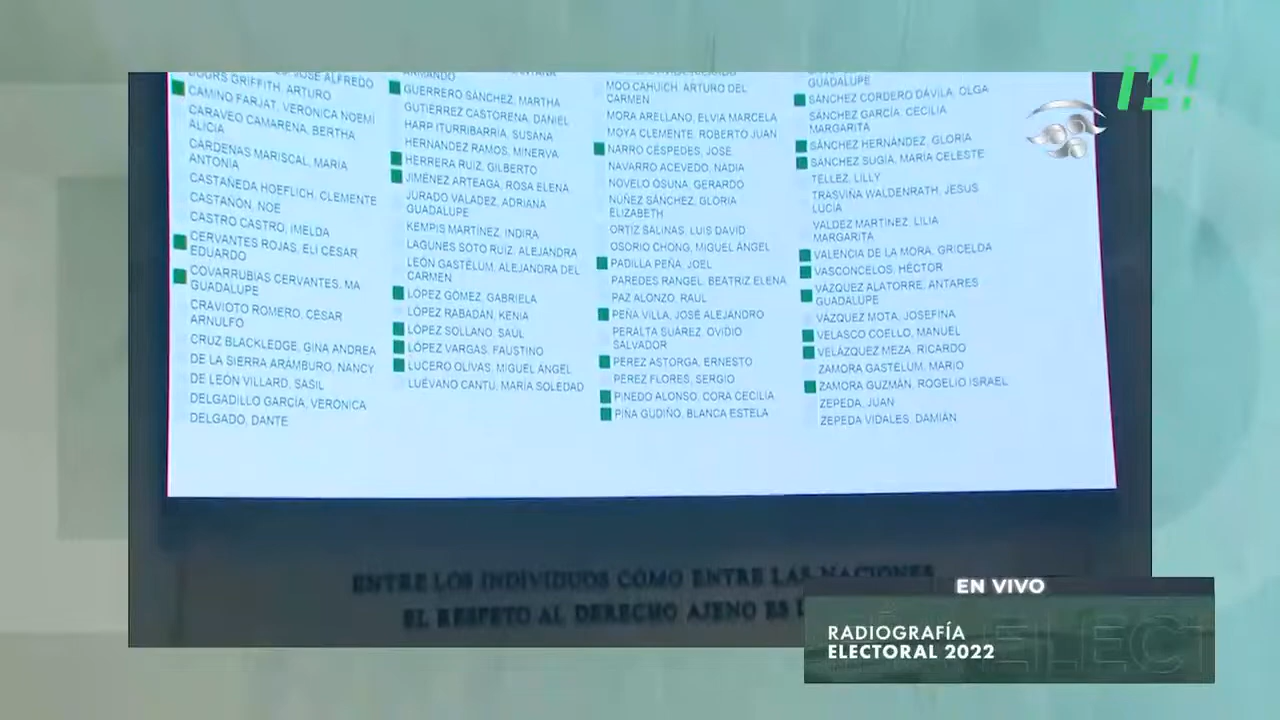 JOSÉ ALFREDO
BOURS GRIFFITH, ARTURO
CAMINO FARJAT, VERÓNICA NOEMÍ
CARAVEO CAMARENA, BERTHA
ALICIA
CÁRDENAS MARISCAL, MARÍA
ANTONIA
CASTAÑEDA HOEFLICH, CLEMENTE
CASTAÑÓN, NOÉ
CASTRO CASTRO, IMELDA
CERVANTES ROJAS, ELI CÉSAR
EDUARDO
COVARRUBIAS CERVANTES, MA
GUADALUPE
CRAVIOTO ROMERO, CÉSAR
ARNULFO
CRUZ BLACKLEDGE, GINA ANDREA
DE LA SIERRA ARÁMBURO, NANCY
DE LEÓN VILLARD, SASIL
DELGADILLO GARCÍA, VERÓNICA
DELGADO, DANTE
ARMANDO
GUERRERO SÁNCHEZ, MARTHA
GUTIÉRREZ CASTORENA, DANIEL
HARP ITURRIBARRÍA, SUSANA
HERNÁNDEZ RAMOS, MINERVA
HERRERA RUIZ, GILBERTO
JIMÉNEZ ARTEAGA, ROSA ELENA
JURADO VALADEZ, ADRIANA
GUADALUPE
KEMPIS MARTÍNEZ, INDIRA
LAGUNES SOTO RUÍZ, ALEJANDRA
LEÓN GASTÉLUM, ALEJANDRA DEL
CARMEN
LÓPEZ GÓMEZ, GABRIELA
LÓPEZ RABADÁN, KENIA
LÓPEZ SOLLANO, SAÚL
LÓPEZ VARGAS, FAUSTINO
LUCERO OLIVAS, MIGUEL ÁNGEL
LUÉVANO CANTÚ, MARÍA SOLEDAD
MOO CAHUICH, ARTURO DEL
CARMEN
MORA ARELLANO, ELVIA MARCELA
MOYA CLEMENTE, ROBERTO JUAN
NARRO CÉSPEDES, JOSÉ
NAVARRO ACEVEDO, NADIA
NOVELO OSUNA, GERARDO
NÚÑEZ SÁNCHEZ, GLORIA
ELIZABETH
ORTIZ SALINAS, LUIS DAVID
OSORIO CHONG, MIGUEL ÁNGEL
PADILLA PEÑA, JOEL
PAREDES RANGEL, BEATRIZ ELENA
PAZ ALONZO, RAÚL
PEÑA VILLA, JOSÉ ALEJANDRO
PERALTA SUÁREZ, OVIDIO
SALVADOR
PÉREZ ASTORGA, ERNESTO
PÉREZ FLORES, SERGIO
PINEDO ALONSO, CORA CECILIA
PIÑA GUDIÑO, BLANCA ESTELA
GUADALUPE
SÁNCHEZ CORDERO DÁVILA, OLGA
SÁNCHEZ GARCÍA, CECILIA
MARGARITA
SÁNCHEZ HERNÁNDEZ, GLORIA
SÁNCHEZ SUGÍA, MARÍA CELESTE
TÉLLEZ, LILLY
TRASVIÑA WALDENRATH, JESÚS
LUCÍA
VALDEZ MARTÍNEZ, LILIA
MARGARITA
VALENCIA DE LA MORA, GRICELDA
VASCONCELOS, HÉCTOR
VÁZQUEZ ALATORRE, ANTARES
GUADALUPE
VÁZQUEZ MOTA, JOSEFINA
VELASCO COELLO, MANUEL
VELÁZQUEZ MEZA, RICARDO
ZAMORA GASTÉLUM, MARIO
ZAMORA GUZMÁN, ROGELIO ISRAEL
ZEPEDA, JUAN
ZEPEDA VIDALES, DAMIÁN
14
ENTRE LOS INDIVIDUOS COMO ENTRE LAS NACIONES
EL RESPETO AL DERECHO AJENO ES
EN VIVO
RADIOGRAFÍA
ELECTORAL 2022
ELECT